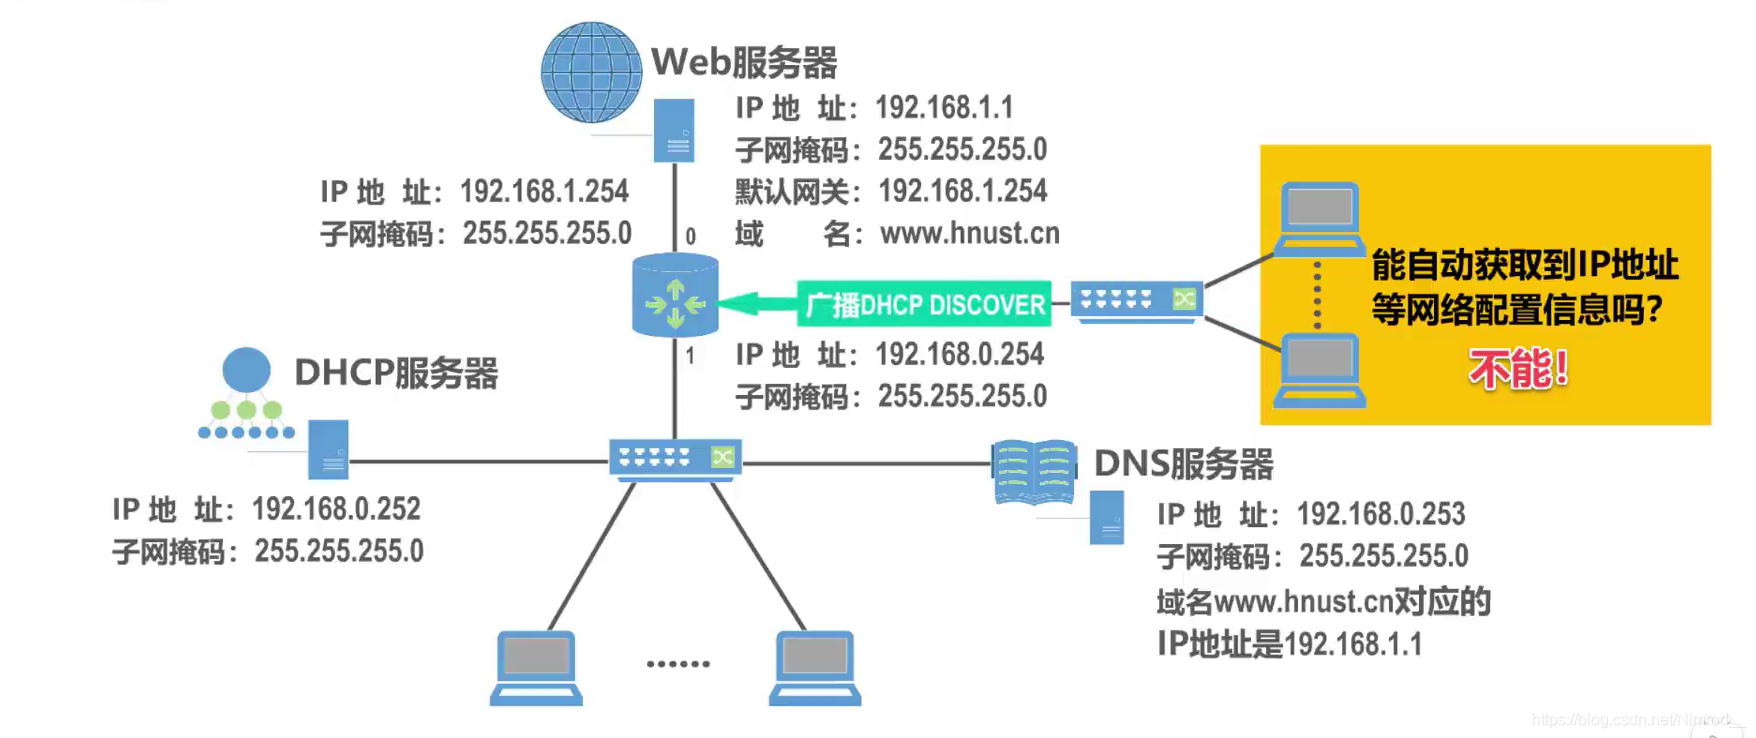 Web服务器
IP 地 址：192.168.1.1
子网掩码：255.255.255.0
默认网关：192.168.1.254
域 名：www.hnust.cn
IP 地 址：192.168.1.254
子网掩码：255.255.255.0
0
广播DHCP DISCOVER
能自动获取到IP地址
等网络配置信息吗？
不能！
1
IP 地 址：192.168.0.254
子网掩码：255.255.255.0
DHCP服务器
IP 地 址：192.168.0.252
子网掩码：255.255.255.0
DNS服务器
IP 地 址：192.168.0.253
子网掩码：255.255.255.0
域名www.hnust.cn对应的
IP地址是192.168.1.1